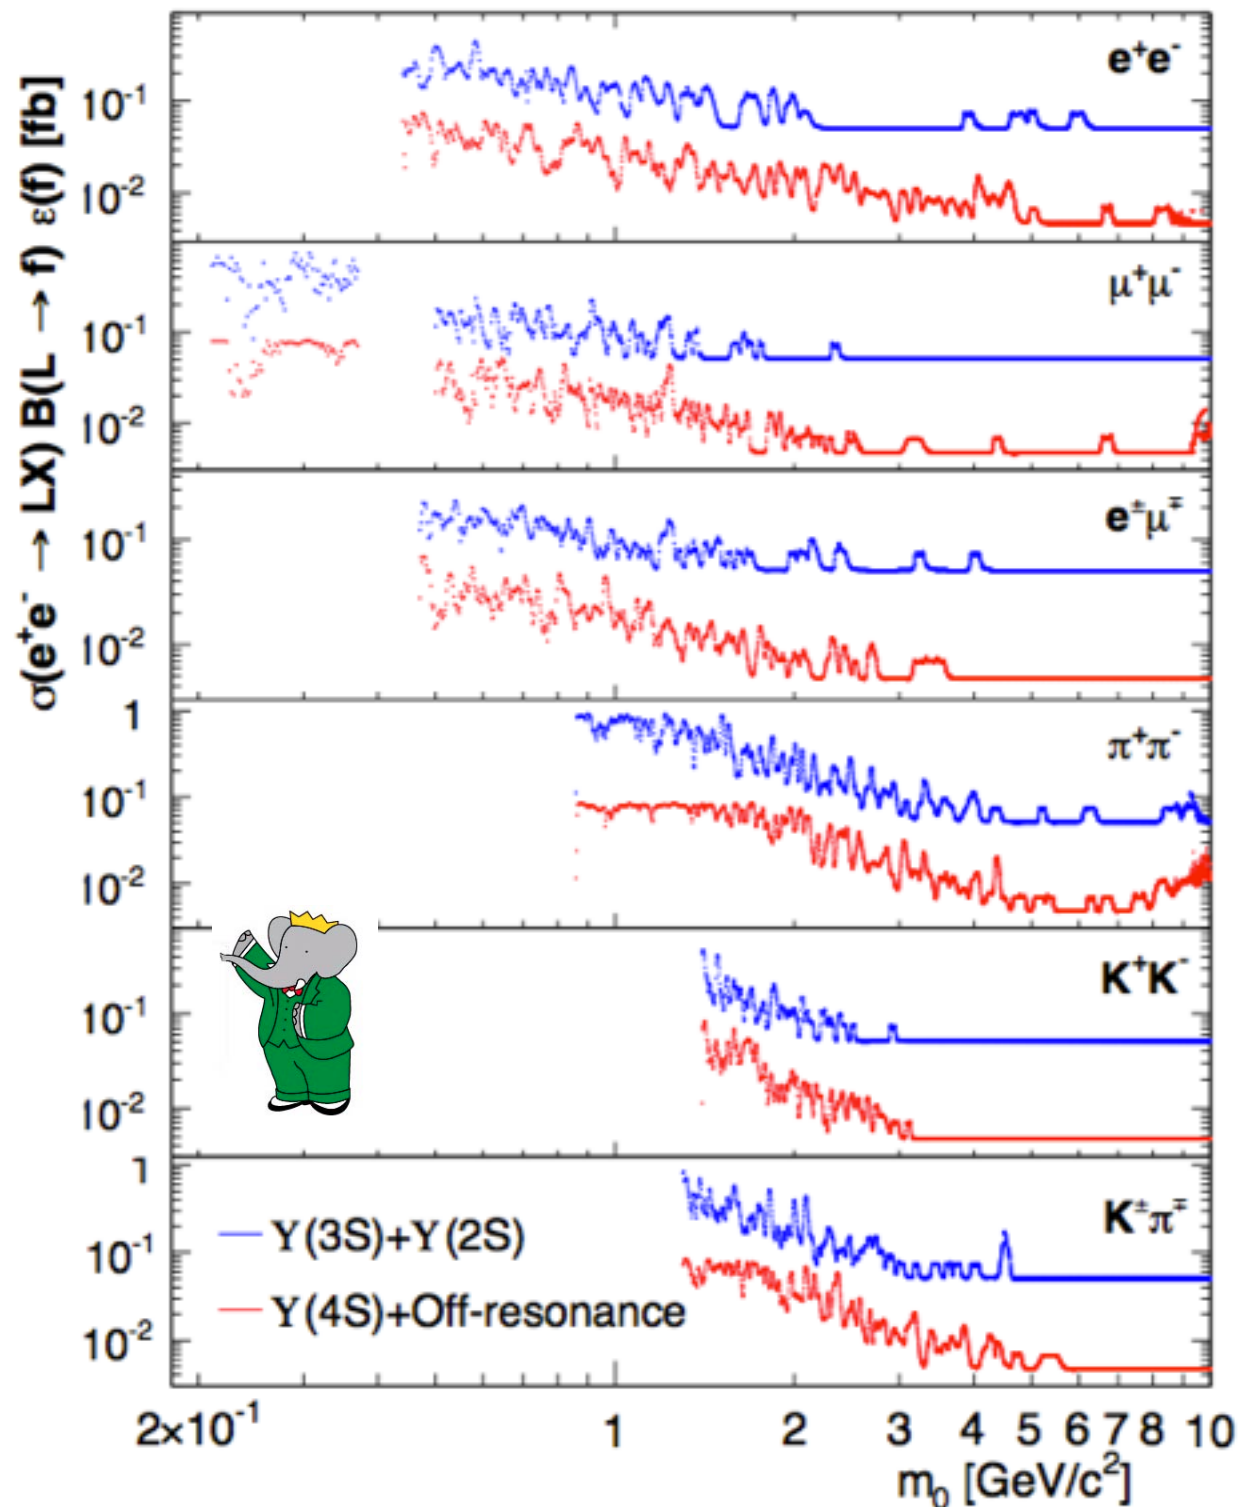 σ(e⁺e⁻ → LX) B(L → f) ε(f) [fb]
e⁺e⁻
10⁻¹
10⁻²
μ⁺μ⁻
10⁻¹
10⁻²
e±μ∓
10⁻¹
10⁻²
π⁺π⁻
1
10⁻¹
10⁻²
K⁺K⁻
10⁻¹
10⁻²
K±π∓
1
10⁻¹
10⁻²
Υ(3S)+Υ(2S)
Υ(4S)+Off-resonance
2×10⁻¹ 1 2 3 4 5 6 7 8 10
m₀ [GeV/c²]